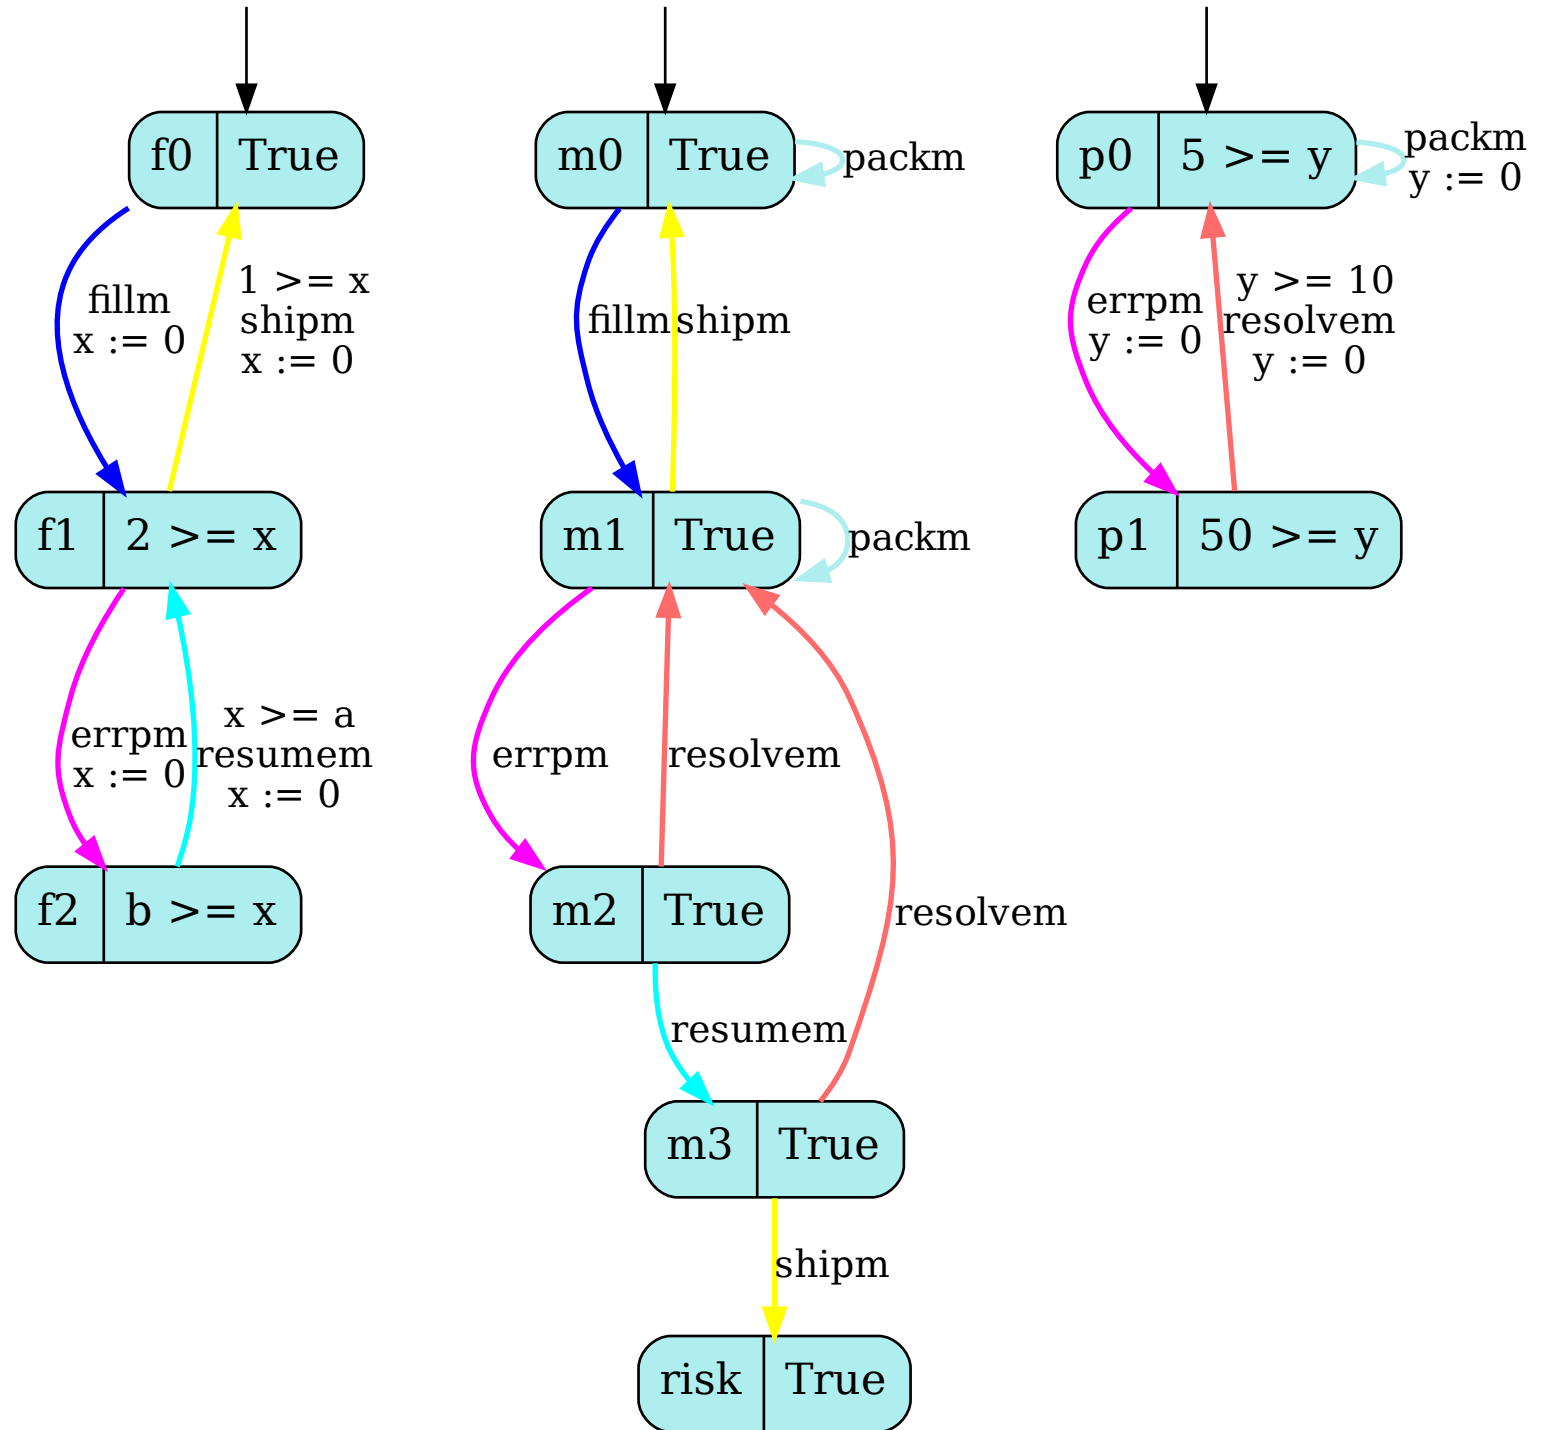 f0 True
fillm
x := 0
1 >= x
shipm
x := 0
f1 2 >= x
errpm
x := 0
x >= a
resumem
x := 0
f2 b >= x
m0 True
packm
fillm
shipm
m1 True
packm
errpm
resolvem
resolvem
m2 True
resumem
m3 True
shipm
risk True
p0 5 >= y
packm
y := 0
errpm
y := 0
y >= 10
resolvem
y := 0
p1 50 >= y